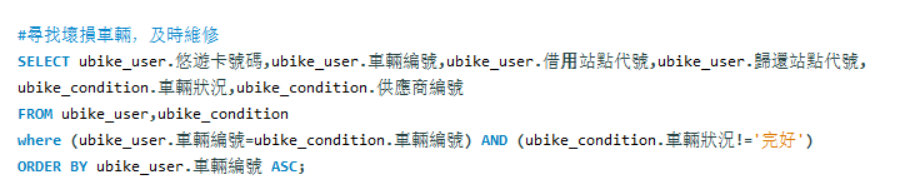 #尋找壞損車輛，及時維修
SELECT ubike_user.悠遊卡號碼,ubike_user.車輛編號,ubike_user.借用站點代號,ubike_user.歸還站點代號,
ubike_condition.車輛狀況,ubike_condition.供應商編號
FROM ubike_user,ubike_condition
where (ubike_user.車輛編號=ubike_condition.車輛編號) AND (ubike_condition.車輛狀況!='完好')
ORDER BY ubike_user.車輛編號 ASC;